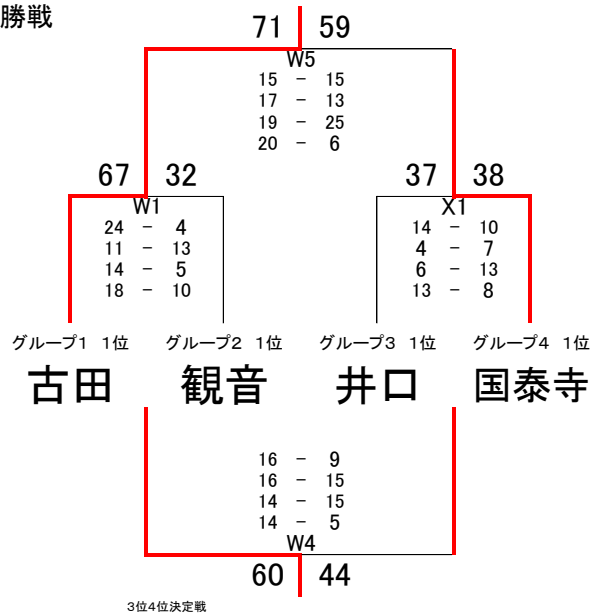 勝戦
71 59
W5
15 － 15
17 － 13
19 － 25
20 － 6
67 32 37 38
W1 X1
24 － 4 14 － 10
11 － 13 4 － 7
14 － 5 6 － 13
18 － 10 13 － 8
グループ1 1位 グループ2 1位 グループ3 1位 グループ4 1位
古田 観音 井口 国泰寺
16 － 9
16 － 15
14 － 15
14 － 5
W4
60 44
3位4位決定戦